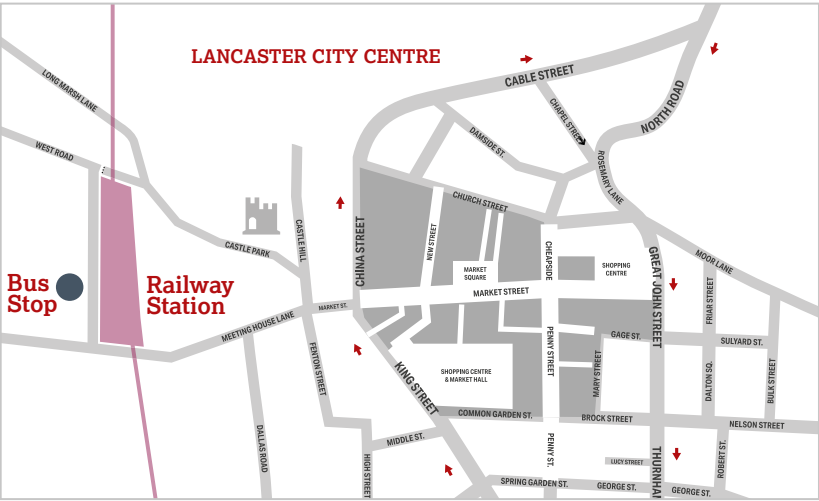 LANCASTER CITY CENTRE
CABLE STREET
LONG MARSH LANE
CHAPEL STREET
NORTH ROAD
WEST ROAD
DAMSIDE ST.
ROSEMARY LANE
CHURCH STREET
CASTLE PARK
CASTLE HILL
CHINA STREET
NEW STREET
CHEAPSIDE
MOOR LANE
MARKET
SQUARE
SHOPPING
CENTRE
GREAT JOHN STREET
Bus
Stop
Railway
Station
MARKET STREET
MARKET ST.
FRIAR STREET
MEETING HOUSE LANE
PENNY STREET
GAGE ST.
SULYARD ST.
FENTON STREET
KING STREET
SHOPPING CENTRE
& MARKET HALL
MARY STREET
DALTON SQ.
BULK STREET
COMMON GARDEN ST.
BROCK STREET
NELSON STREET
DALLAS ROAD
MIDDLE ST.
HIGH STREET
PENNY ST.
LUCY STREET
THURNHAM
ROBERT ST.
SPRING GARDEN ST.
GEORGE ST.
GEORGE ST.